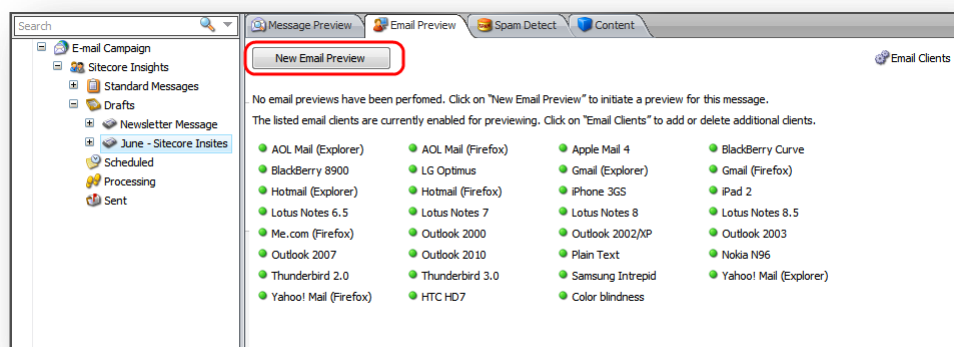 Search
E-mail Campaign
Sitecore Insights
Standard Messages
Drafts
Newsletter Message
June - Sitecore Insites
Scheduled
Processing
Sent
Message Preview
Email Preview
Spam Detect
Content
New Email Preview
Email Clients
No email previews have been perfomed. Click on "New Email Preview" to initiate a preview for this message.
The listed email clients are currently enabled for previewing. Click on "Email Clients" to add or delete additional clients.
AOL Mail (Explorer) AOL Mail (Firefox) Apple Mail 4 BlackBerry Curve
BlackBerry 8900 LG Optimus Gmail (Explorer) Gmail (Firefox)
Hotmail (Explorer) Hotmail (Firefox) iPhone 3GS iPad 2
Lotus Notes 6.5 Lotus Notes 7 Lotus Notes 8 Lotus Notes 8.5
Me.com (Firefox) Outlook 2000 Outlook 2002/XP Outlook 2003
Outlook 2007 Outlook 2010 Plain Text Nokia N96
Thunderbird 2.0 Thunderbird 3.0 Samsung Intrepid Yahoo! Mail (Explorer)
Yahoo! Mail (Firefox) HTC HD7 Color blindness